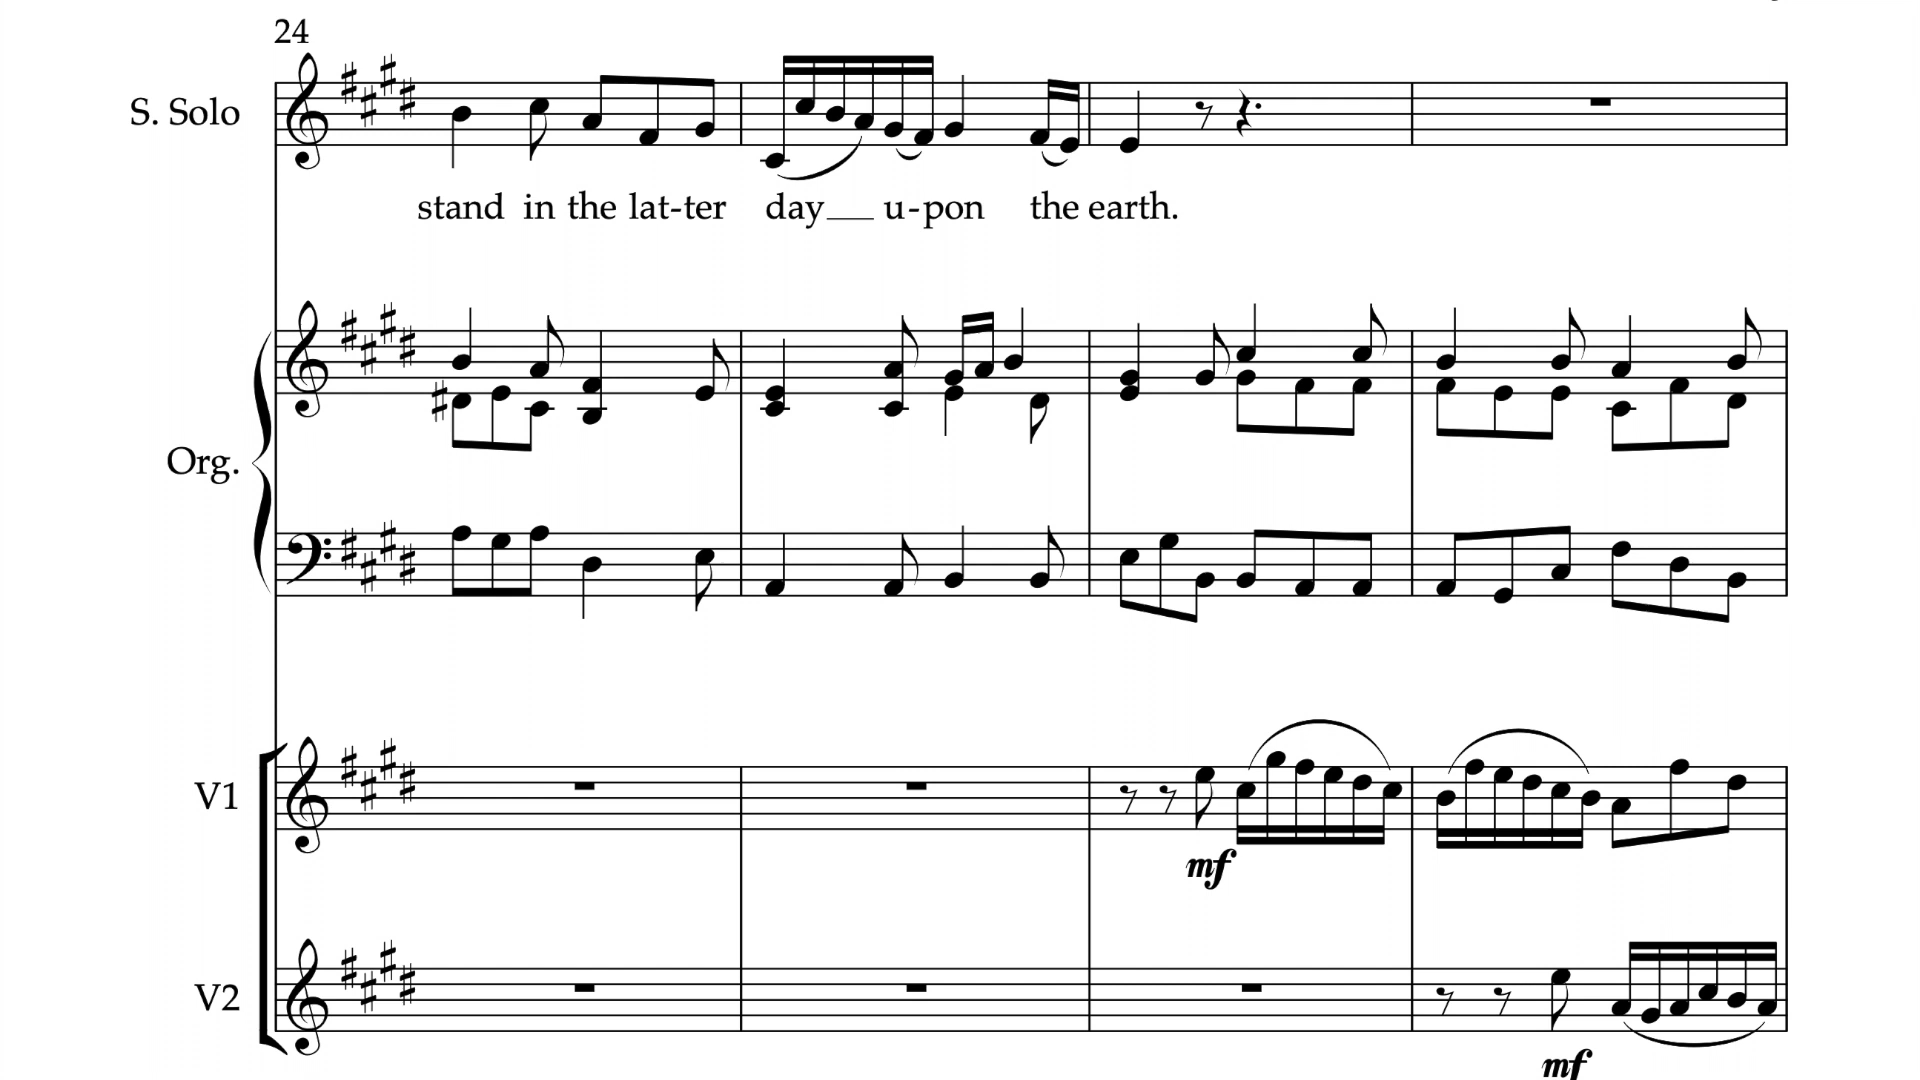 24
S. Solo
stand in the lat-ter day u-pon the earth.
Org.
V1
mf
V2
mf